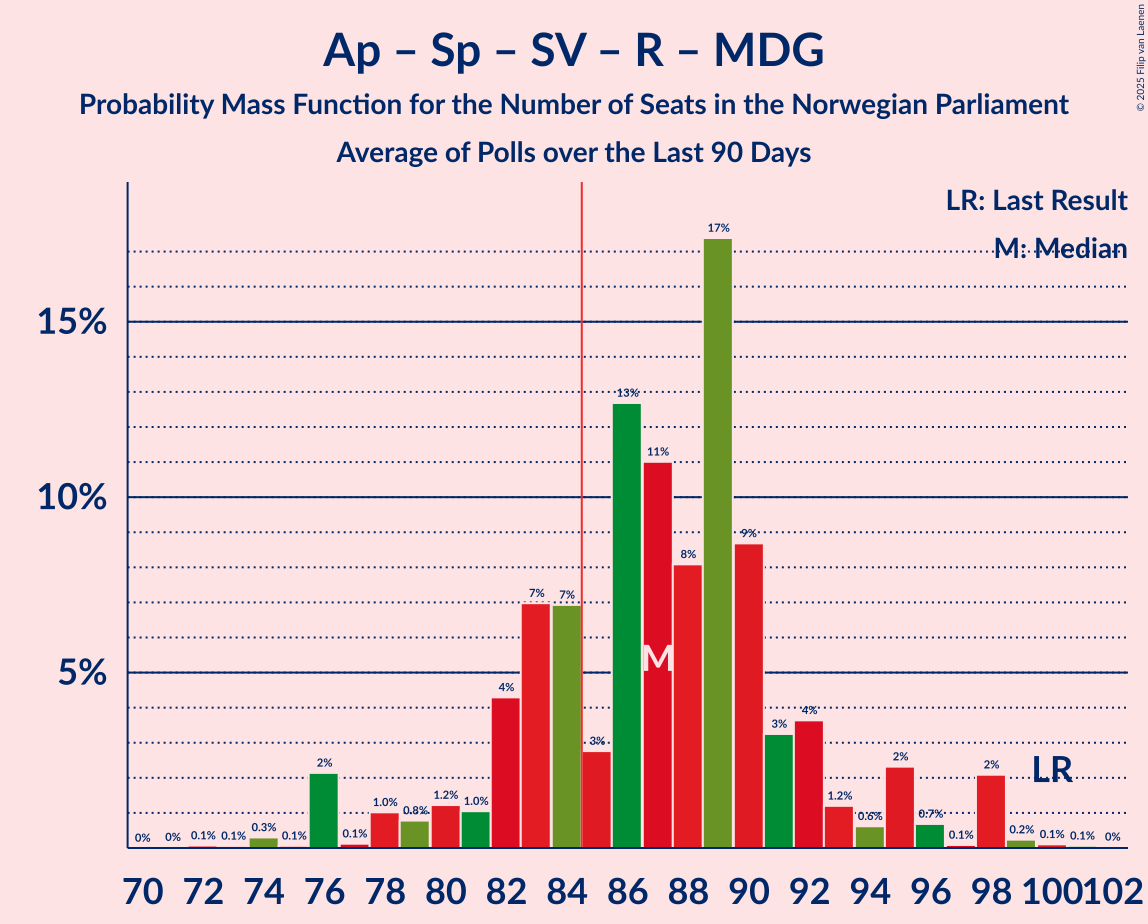 Ap – Sp – SV – R – MDG
Probability Mass Function for the Number of Seats in the Norwegian Parliament
Average of Polls over the Last 90 Days
© 2025 Filip van Laenen
LR: Last Result
M: Median
15%
10%
5%
0% 0% 0.1% 0.1% 0.3% 0.1% 2% 0.1% 1.0% 0.8% 1.2% 1.0% 4% 7% 7% 3% 13% 11% 8% 17% 9% 3% 4% 1.2% 0.6% 2% 0.7% 0.1% 2% 0.2% 0.1% 0.1% 0%
M
LR
70 72 74 76 78 80 82 84 86 88 90 92 94 96 98 100 102